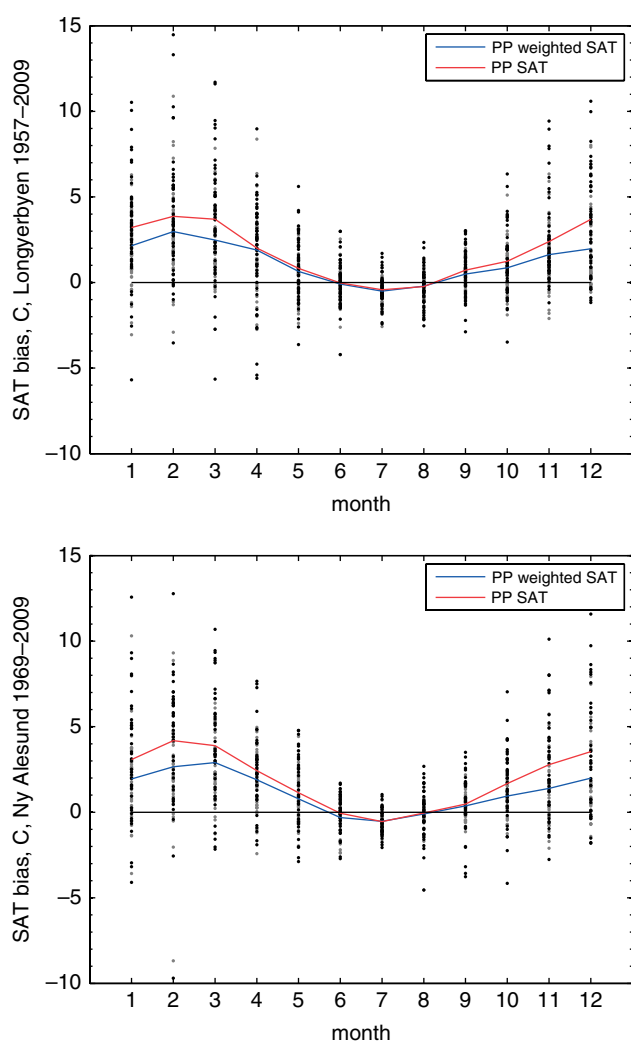 15
10
5
0
−5
−10
SAT bias, C, Longyerbyen 1957–2009
PP weighted SAT
PP SAT
1 2 3 4 5 6 7 8 9 10 11 12
month
15
10
5
0
−5
−10
SAT bias, C, Ny Alesund 1969–2009
PP weighted SAT
PP SAT
1 2 3 4 5 6 7 8 9 10 11 12
month